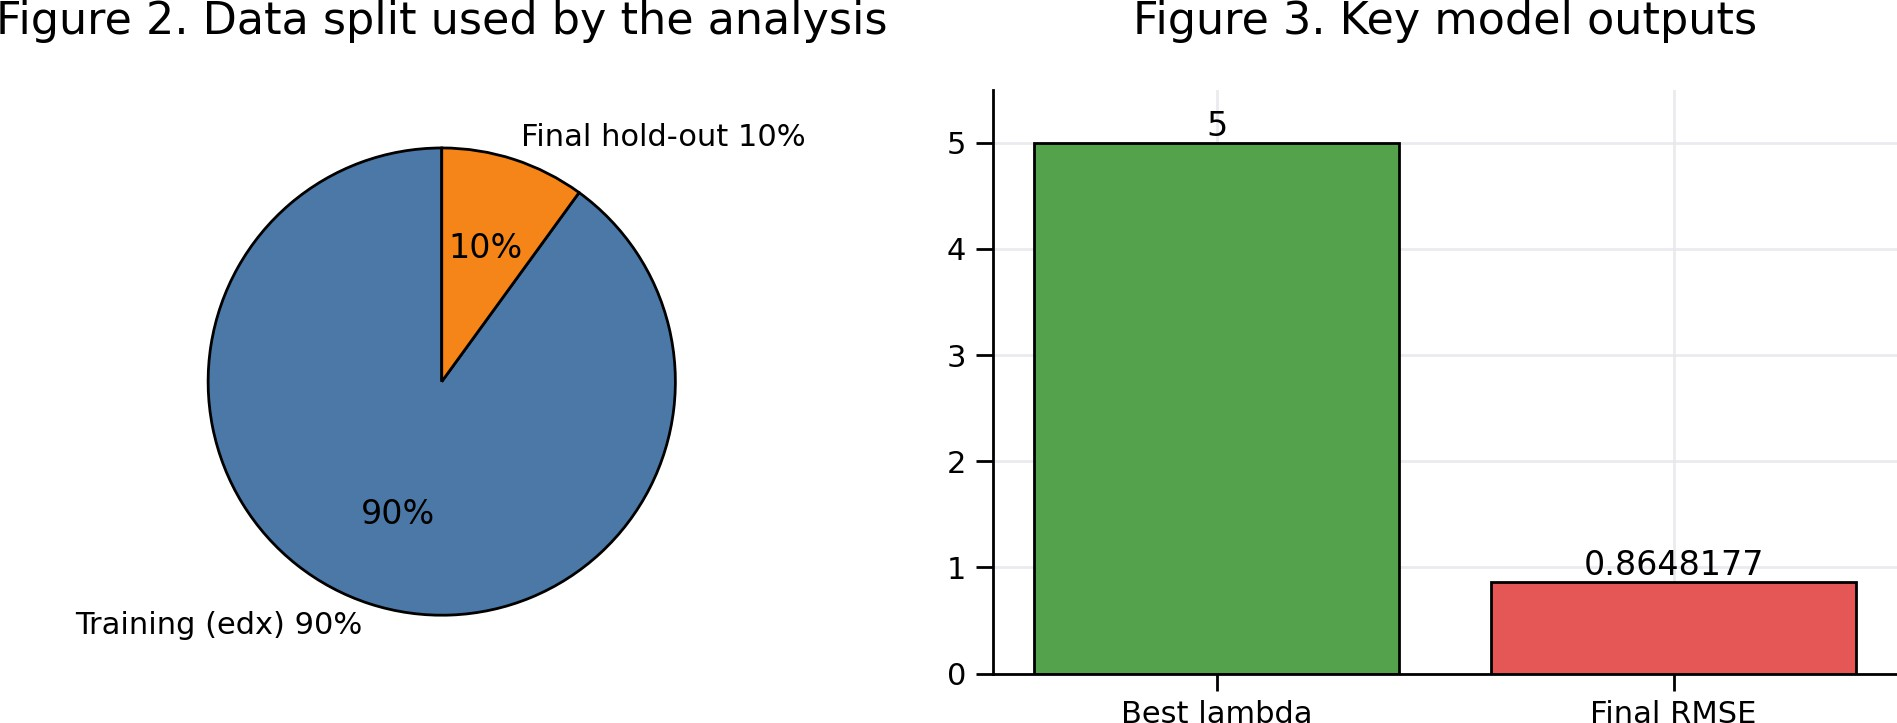 Figure 2. Data split used by the analysis
Final hold-out 10%
10%
90%
Training (edx) 90%
Figure 3. Key model outputs
5
4
3
2
1
0
5
0.8648177
Best lambda
Final RMSE